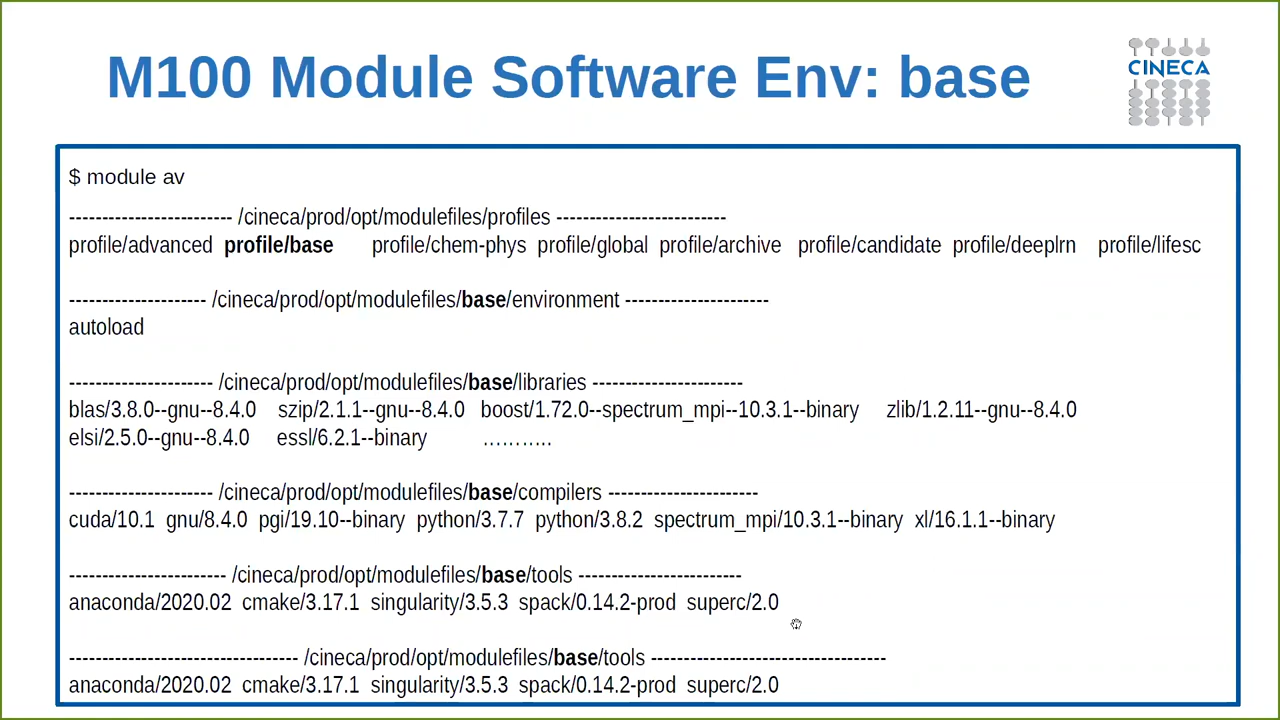 M100 Module Software Env: base
CINECA
$ module av
------------------------- /cineca/prod/opt/modulefiles/profiles --------------------------
profile/advanced profile/base profile/chem-phys profile/global profile/archive profile/candidate profile/deeplrn profile/lifesc
--------------------- /cineca/prod/opt/modulefiles/base/environment ----------------------
autoload
---------------------- /cineca/prod/opt/modulefiles/base/libraries -----------------------
blas/3.8.0--gnu--8.4.0 szip/2.1.1--gnu--8.4.0 boost/1.72.0--spectrum_mpi--10.3.1--binary zlib/1.2.11--gnu--8.4.0
elsi/2.5.0--gnu--8.4.0 essl/6.2.1--binary ………..
---------------------- /cineca/prod/opt/modulefiles/base/compilers -----------------------
cuda/10.1 gnu/8.4.0 pgi/19.10--binary python/3.7.7 python/3.8.2 spectrum_mpi/10.3.1--binary xl/16.1.1--binary
------------------------ /cineca/prod/opt/modulefiles/base/tools -------------------------
anaconda/2020.02 cmake/3.17.1 singularity/3.5.3 spack/0.14.2-prod superc/2.0
----------------------------------- /cineca/prod/opt/modulefiles/base/tools ------------------------------------
anaconda/2020.02 cmake/3.17.1 singularity/3.5.3 spack/0.14.2-prod superc/2.0